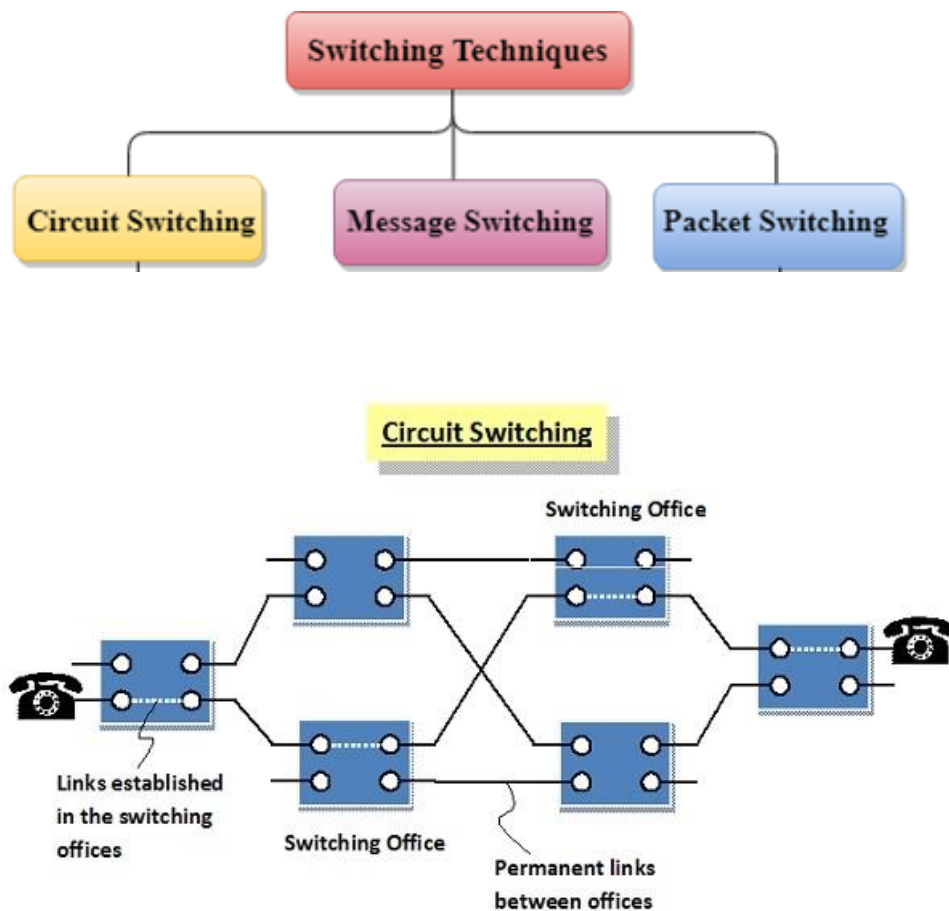 Switching Techniques
Circuit Switching
Message Switching
Packet Switching
Circuit Switching
Switching Office
Links established
in the switching
offices
Switching Office
Permanent links
between offices